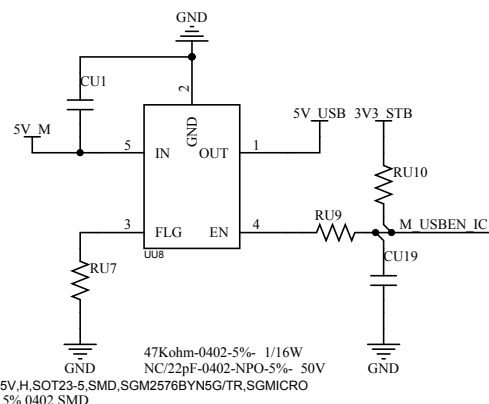 GND
CU1
2
5V_M
GND
5V_USB
3V3_STB
5
IN
OUT
1
RU10
RU9
M_USBEN_IC
3
FLG
EN
4
CU19
RU7
UU8
47Kohm-0402-5%- 1/16W
GND
NC/22pF-0402-NPO-5%- 50V
GND
5V,H,SOT23-5,SMD,SGM2576BYN5G/TR,SGMICRO
5% 0402 SMD